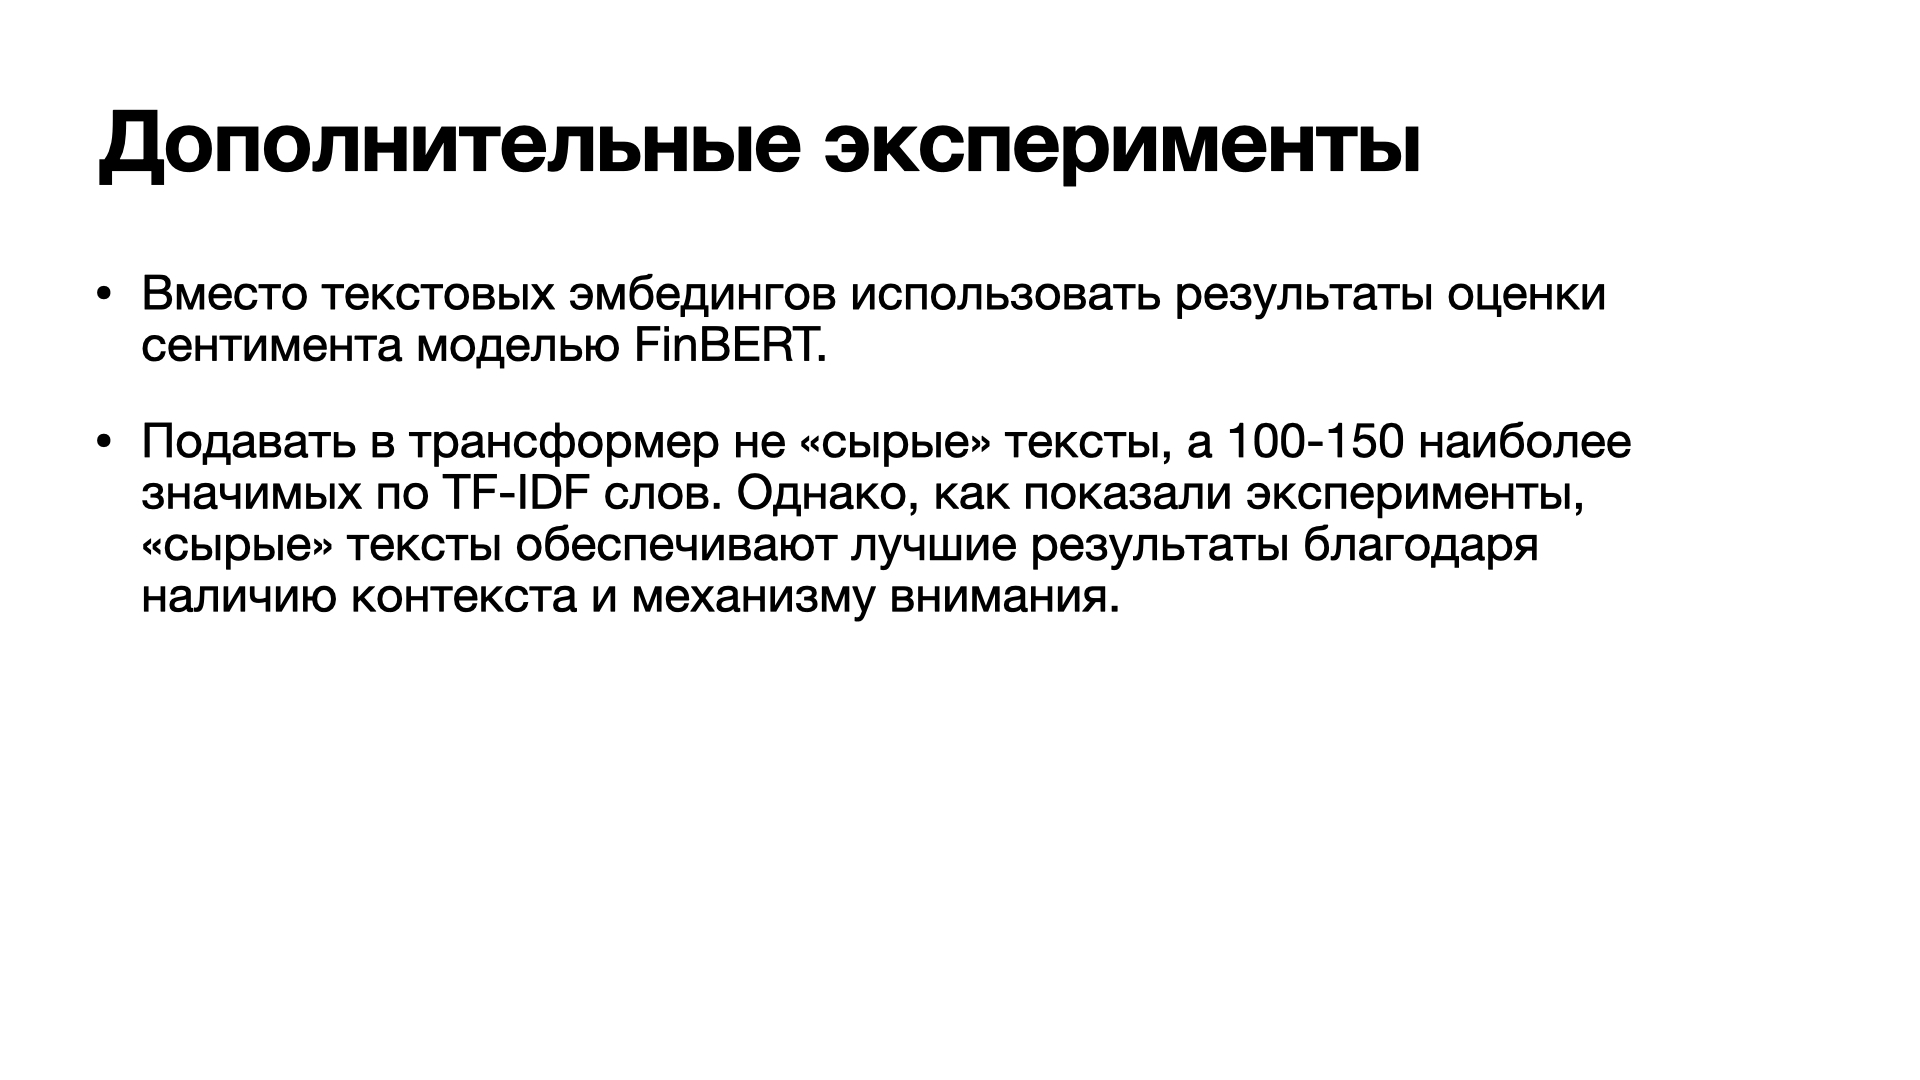 Дополнительные эксперименты
• Вместо текстовых эмбедингов использовать результаты оценки
сентимента моделью FinBERT.
• Подавать в трансформер не «сырые» тексты, а 100-150 наиболее
значимых по TF-IDF слов. Однако, как показали эксперименты,
«сырые» тексты обеспечивают лучшие результаты благодаря
наличию контекста и механизму внимания.